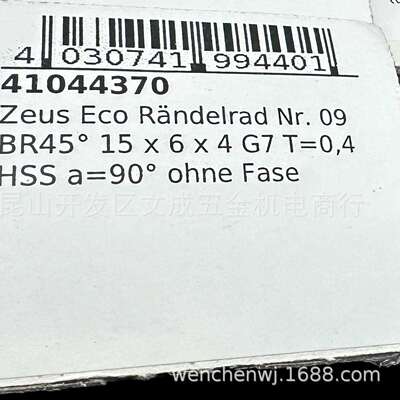 4 030741 994401
41044370
Zeus Eco Rändelrad Nr. 09
BR45° 15 x 6 x 4 G7 T=0,4
HSS a=90° ohne Fase
昆山开发区文成五金机电商行
wenchenwj.1688.com